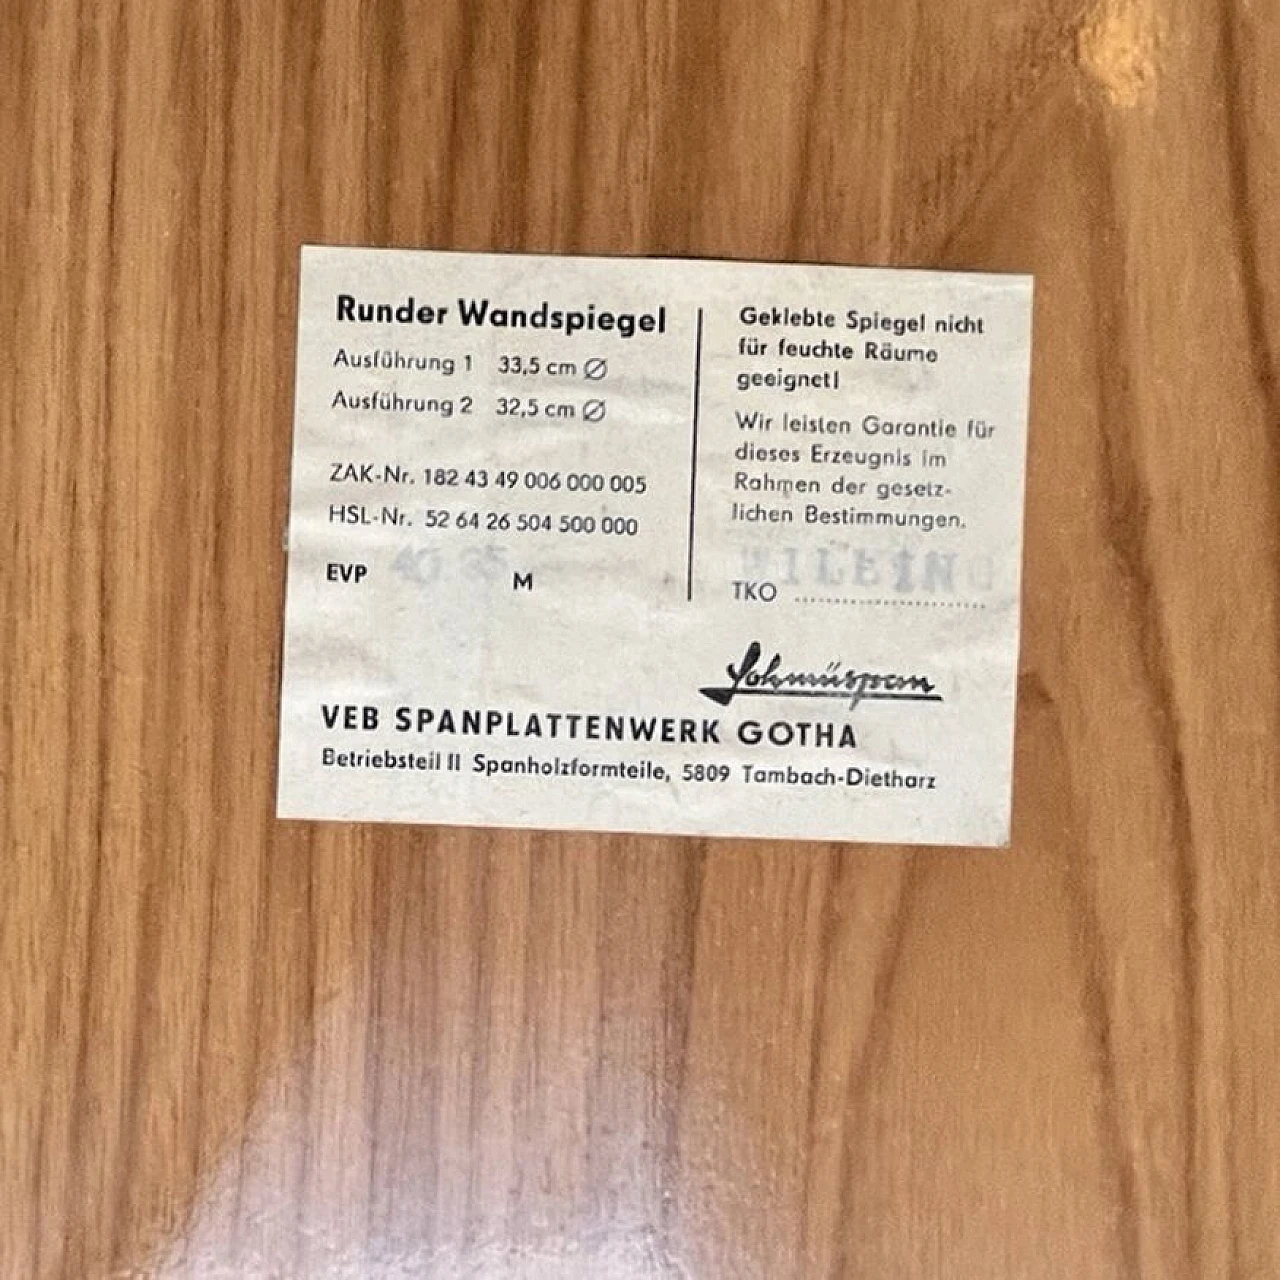 Runder Wandspiegel
Ausführung 1 33,5 cm ∅
Ausführung 2 32,5 cm ∅
ZAK-Nr. 182 43 49 006 000 005
HSL-Nr. 52 64 26 504 500 000
EVP M
Geklebte Spiegel nicht
für feuchte Räume
geeignet!
Wir leisten Garantie für
dieses Erzeugnis im
Rahmen der gesetz-
lichen Bestimmungen.
TKO ........................
VEB SPANPLATTENWERK GOTHA
Betriebsteil II Spanholzformteile, 5809 Tambach-Dietharz